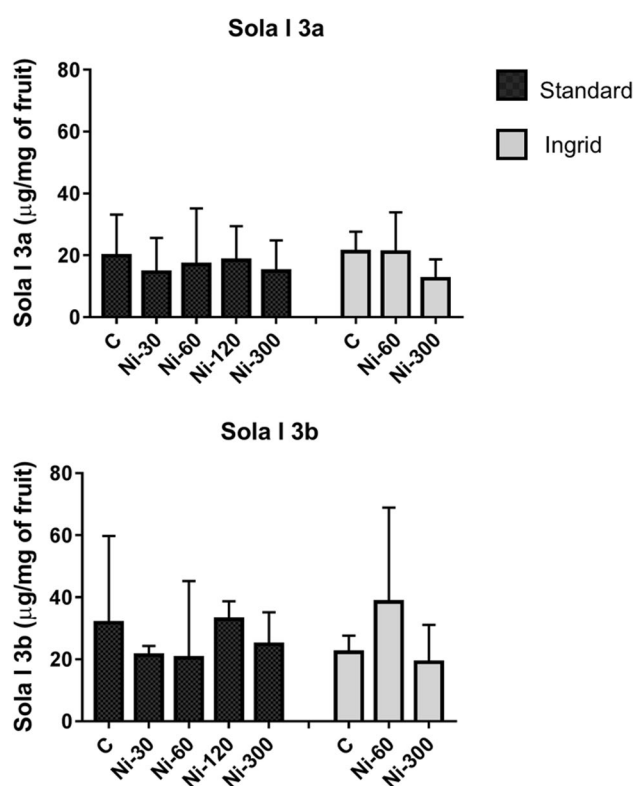 Sola l 3a
Sola l 3a (μg/mg of fruit)
80
60
40
20
0
C
Ni-30
Ni-60
Ni-120
Ni-300
C
Ni-60
Ni-300
Standard
Ingrid
Sola l 3b
Sola l 3b (μg/mg of fruit)
80
60
40
20
0
C
Ni-30
Ni-60
Ni-120
Ni-300
C
Ni-60
Ni-300